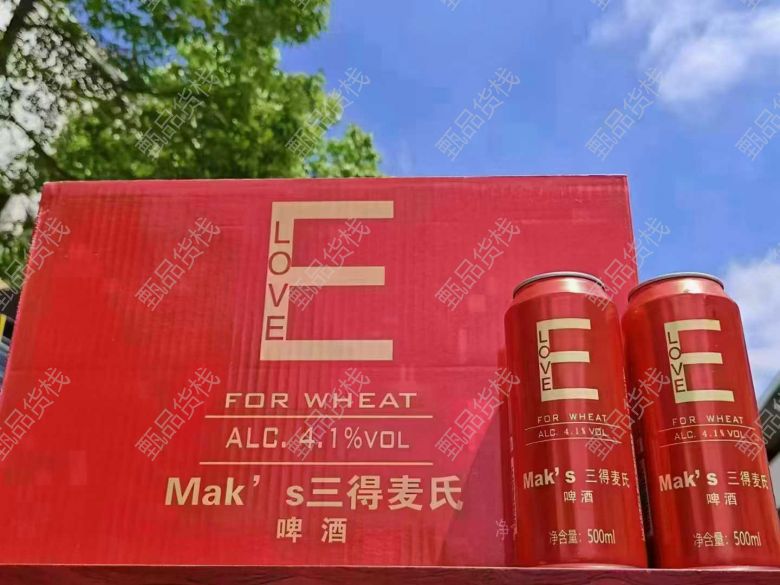 LOVE
E
FOR WHEAT
ALC. 4.1%VOL
Mak's三得麦氏
啤酒
净
LOVE
E
FOR WHEAT
ALC. 4.1%VOL
Mak's 三得麦氏
啤酒
净含量: 500ml
LOVE
E
FOR WHEAT
ALC. 4.1%VOL
Mak's 三得麦氏
啤酒
净含量: 500ml
甄品货栈